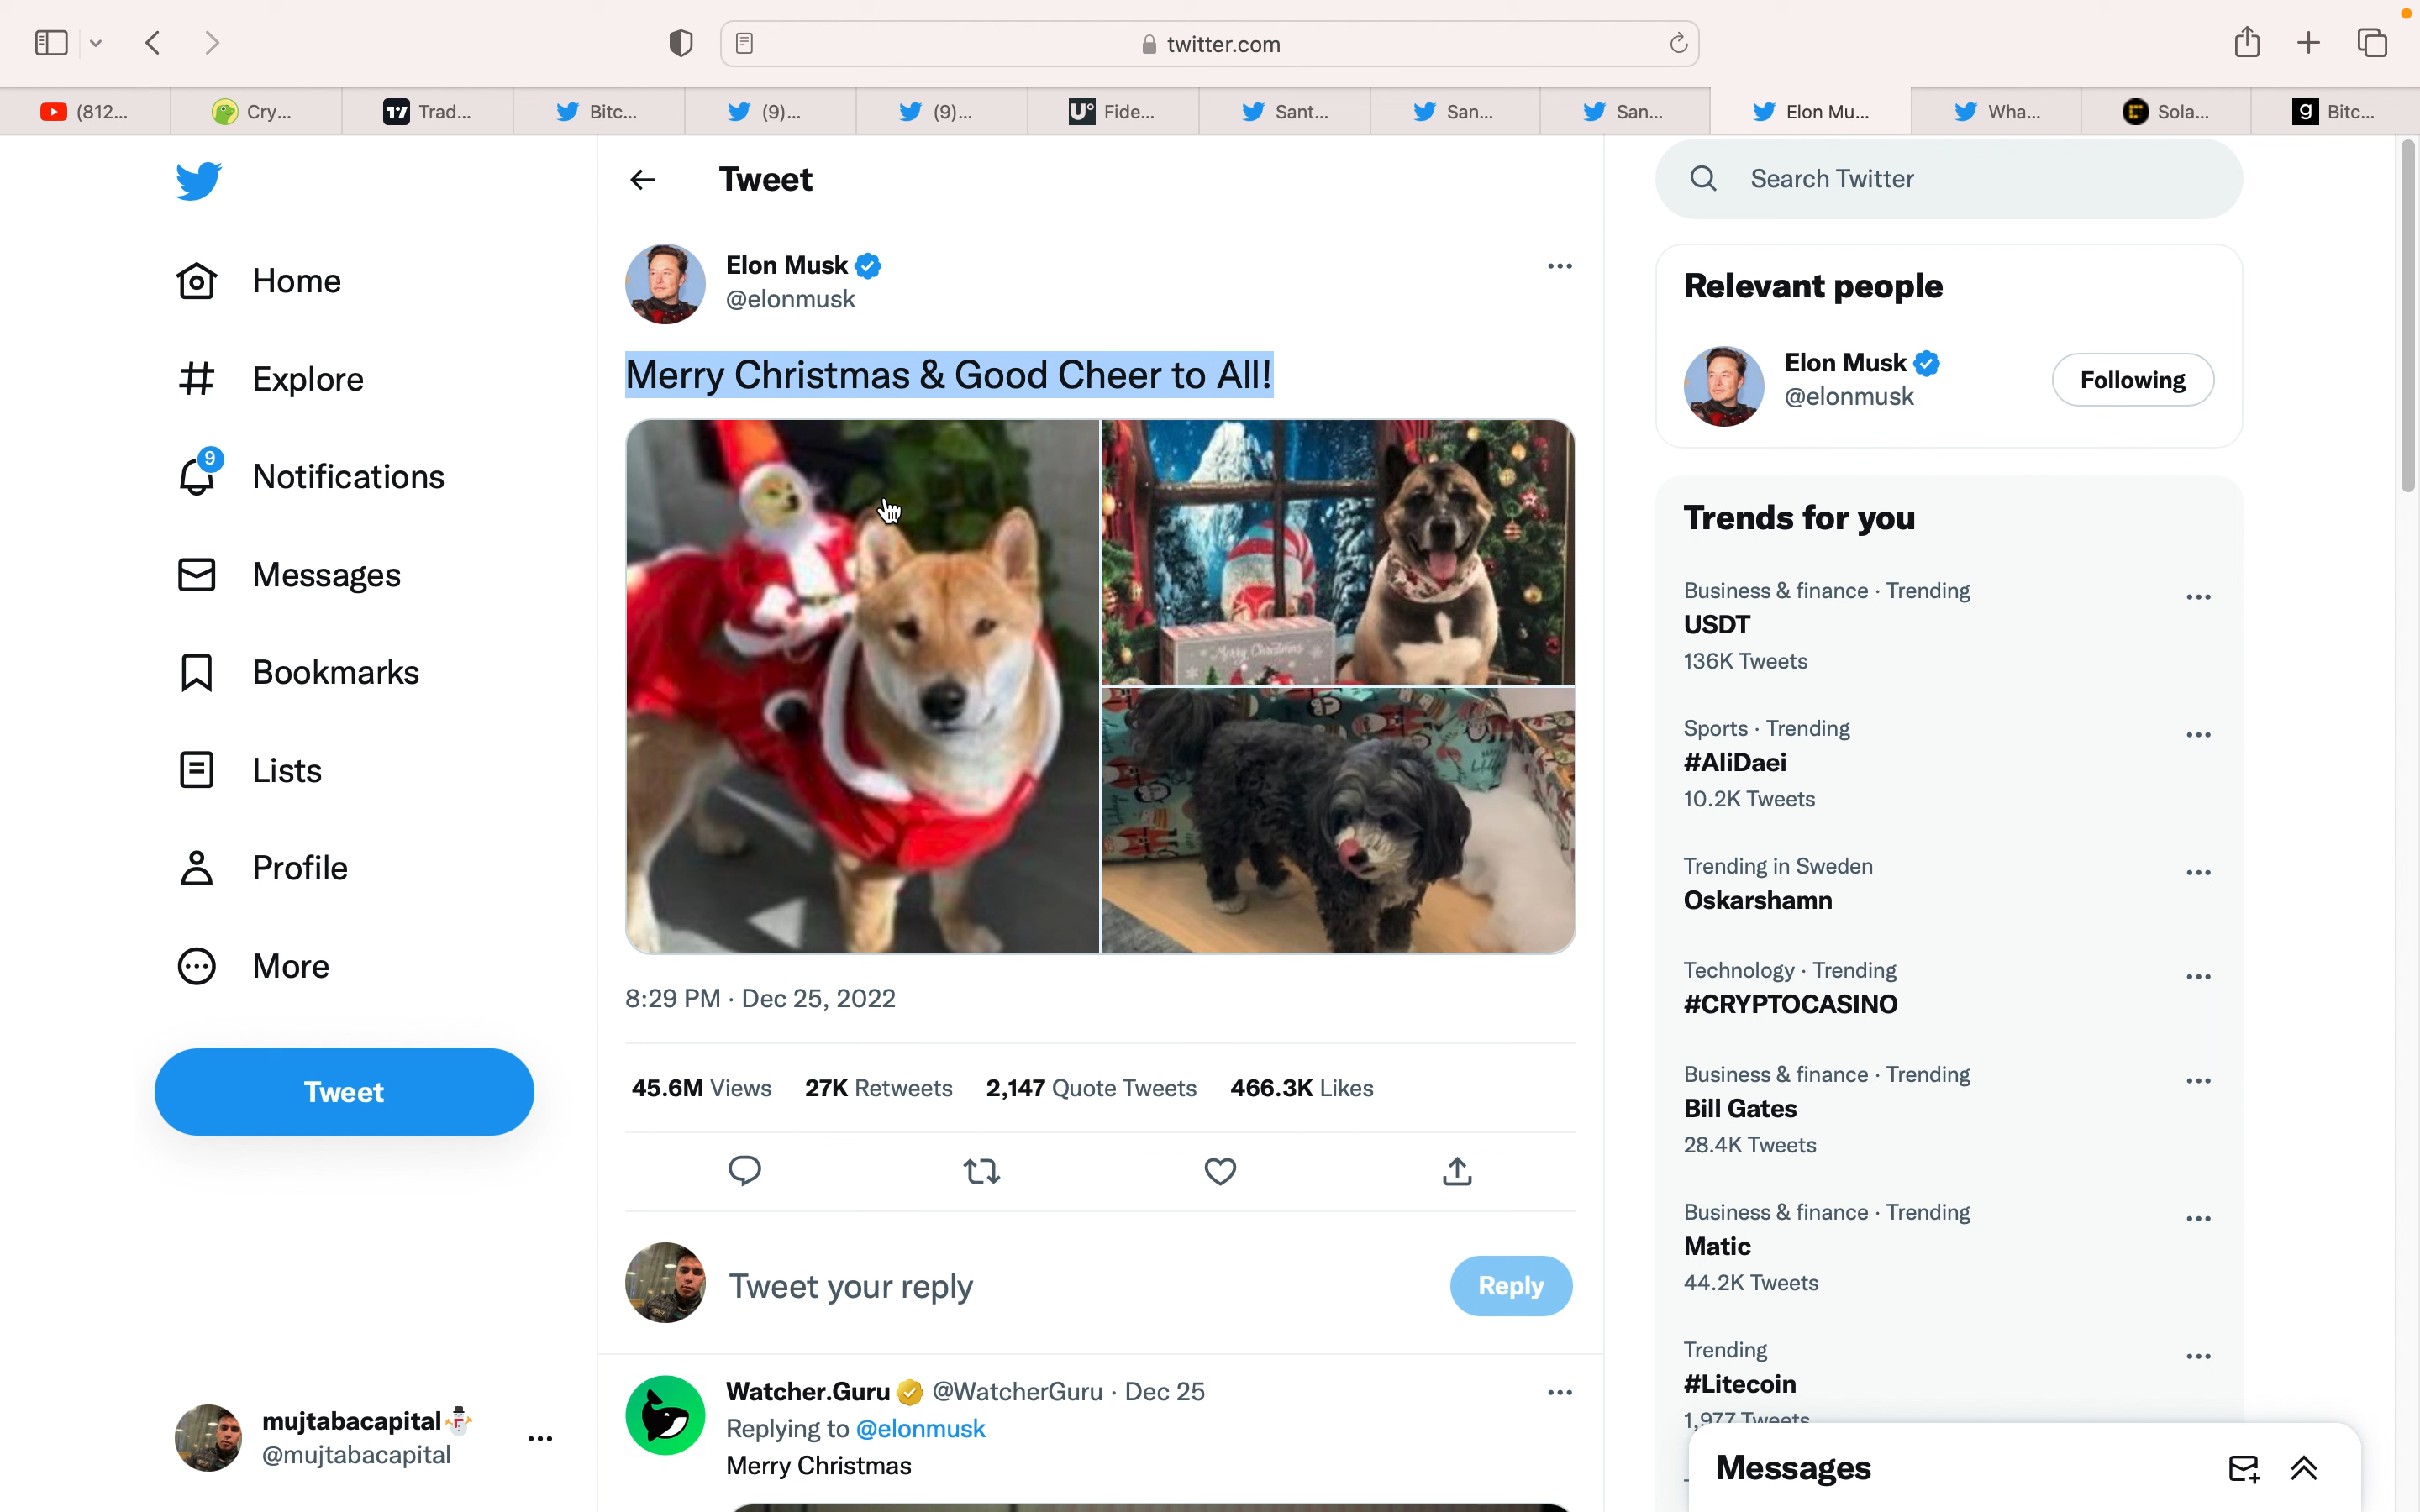 twitter.com
(812...
Cry...
Trad...
Bitc...
(9)...
(9)...
Fide...
Sant...
San...
San...
Elon Mu...
Wha...
Sola...
Bitc...
Home
Explore
9
Notifications
Messages
Bookmarks
Lists
Profile
More
Tweet
mujtabacapital
@mujtabacapital
Tweet
Elon Musk
@elonmusk
Merry Christmas & Good Cheer to All!
Merry Christmas
8:29 PM · Dec 25, 2022
45.6M Views 27K Retweets 2,147 Quote Tweets 466.3K Likes
Tweet your reply
Reply
Watcher.Guru @WatcherGuru · Dec 25
Replying to @elonmusk
Merry Christmas
Search Twitter
Relevant people
Elon Musk
@elonmusk
Following
Trends for you
Business & finance · Trending
USDT
136K Tweets
Sports · Trending
#AliDaei
10.2K Tweets
Trending in Sweden
Oskarshamn
Technology · Trending
#CRYPTOCASINO
Business & finance · Trending
Bill Gates
28.4K Tweets
Business & finance · Trending
Matic
44.2K Tweets
Trending
#Litecoin
1,977 Tweets
Messages